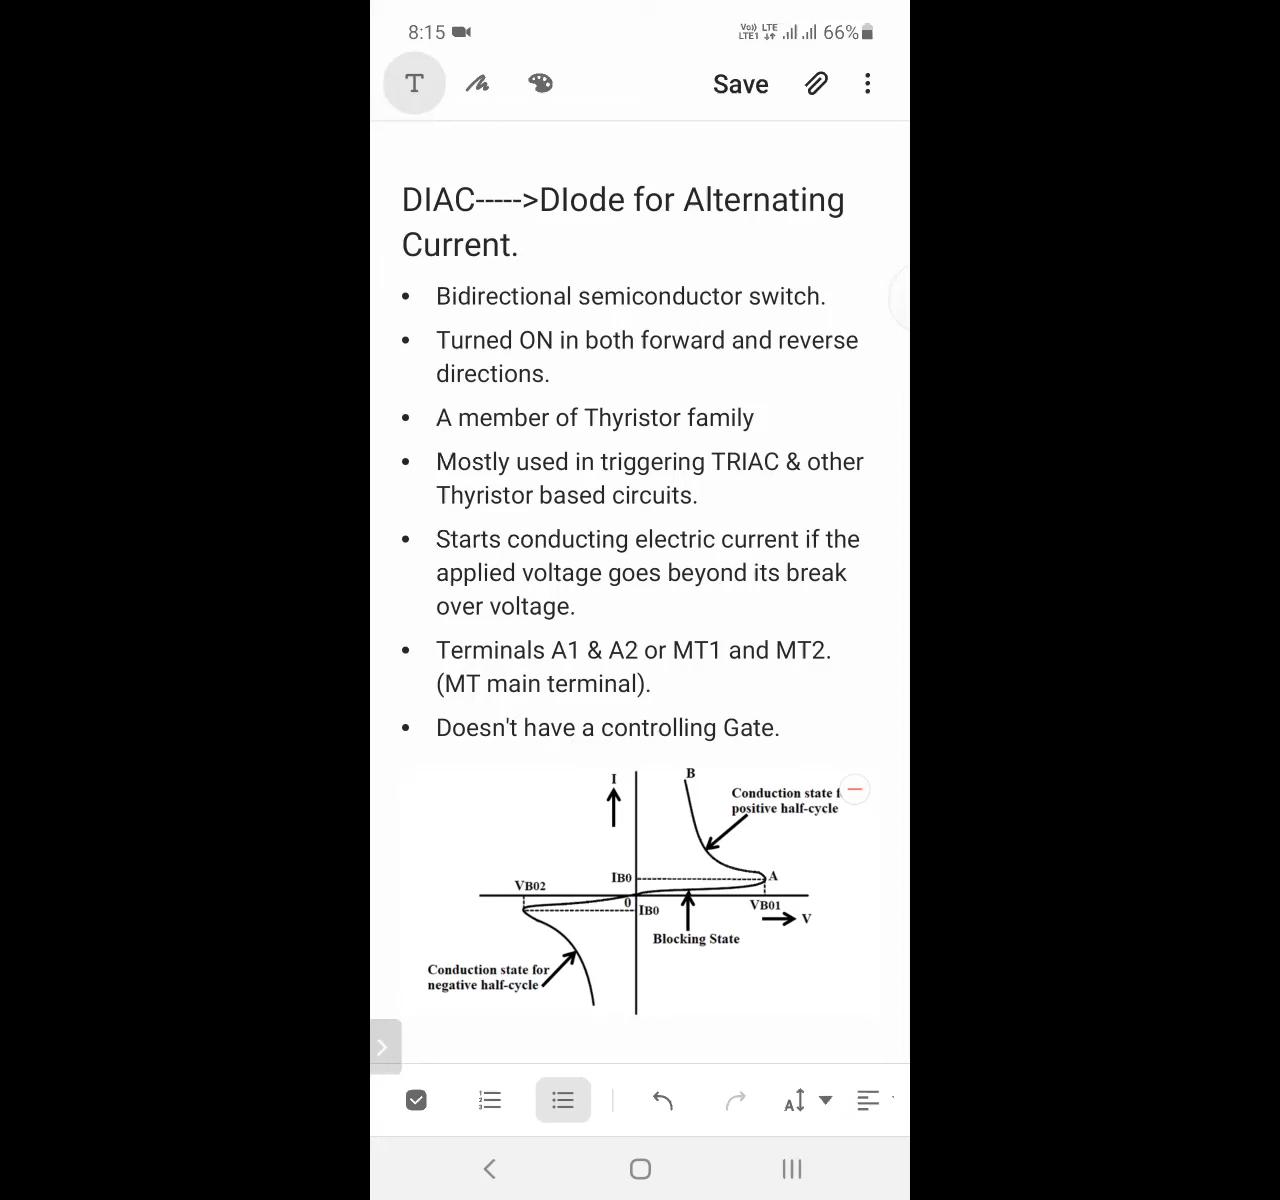 8:15
Vo)) LTE
LTE1 66%
T Save
DIAC----->DIode for Alternating
Current.
• Bidirectional semiconductor switch.
• Turned ON in both forward and reverse
directions.
• A member of Thyristor family
• Mostly used in triggering TRIAC & other
Thyristor based circuits.
• Starts conducting electric current if the
applied voltage goes beyond its break
over voltage.
• Terminals A1 & A2 or MT1 and MT2.
(MT main terminal).
• Doesn't have a controlling Gate.
I B
Conduction state
positive half-cycle
IB0 A
VB02
0 IB0 VB01
V
Blocking State
Conduction state for
negative half-cycle
A